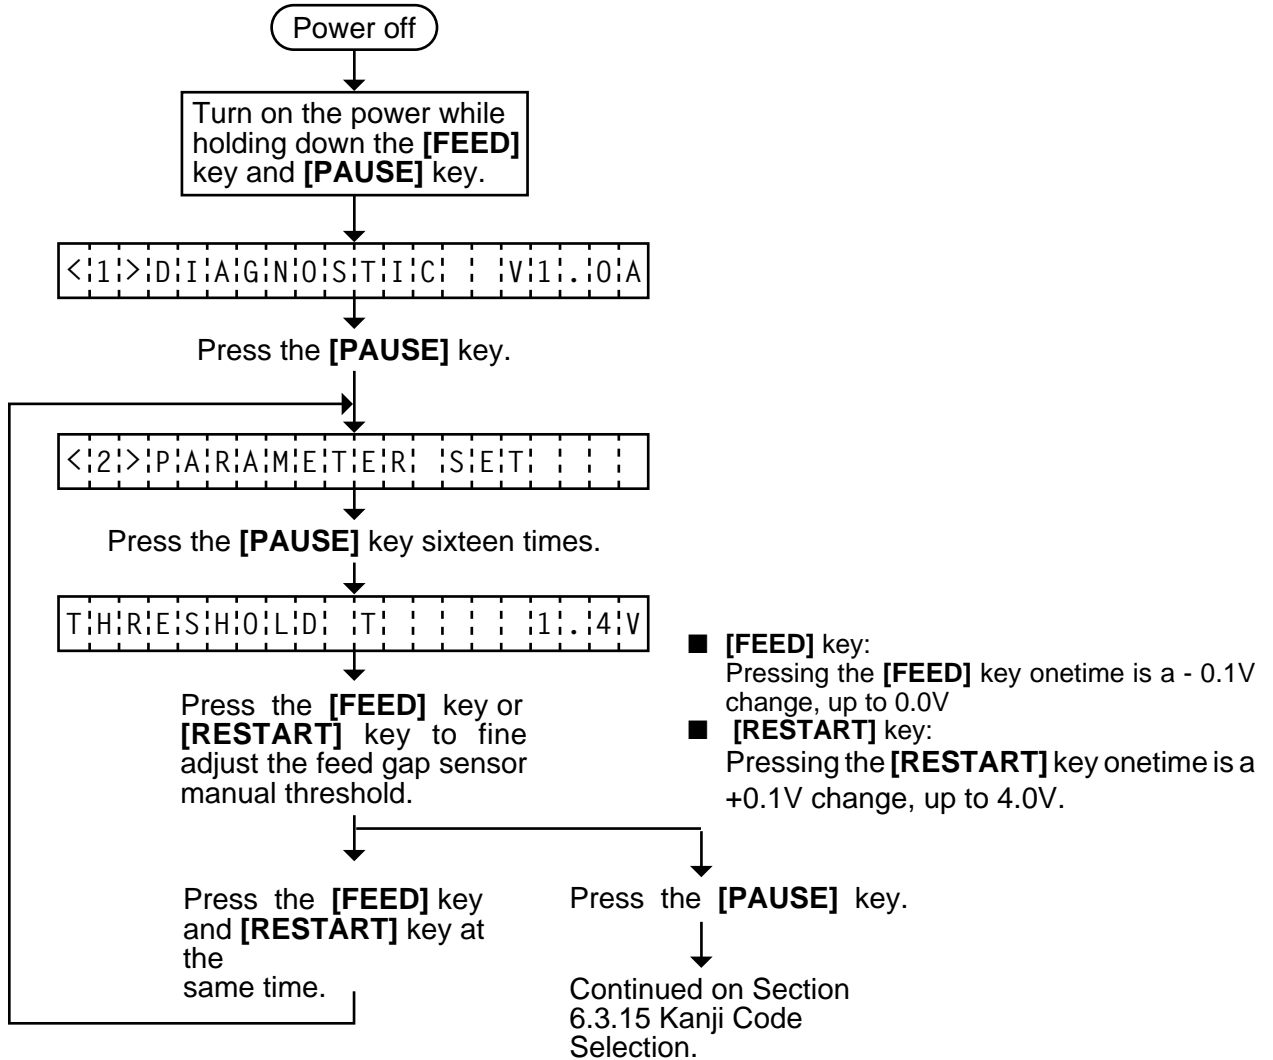 Power off
Turn on the power while
holding down the [FEED]
key and [PAUSE] key.
<1>DIAGNOSTIC  V1.0A
Press the [PAUSE] key.
<2>PARAMETER SET
Press the [PAUSE] key sixteen times.
THRESHOLD T     1.4V
Press the [FEED] key or
[RESTART] key to fine
adjust the feed gap sensor
manual threshold.
■ [FEED] key:
Pressing the [FEED] key onetime is a - 0.1V
change, up to 0.0V
■ [RESTART] key:
Pressing the [RESTART] key onetime is a
+0.1V change, up to 4.0V.
Press the [FEED] key
and [RESTART] key at
the
same time.
Press the [PAUSE] key.
Continued on Section
6.3.15 Kanji Code
Selection.